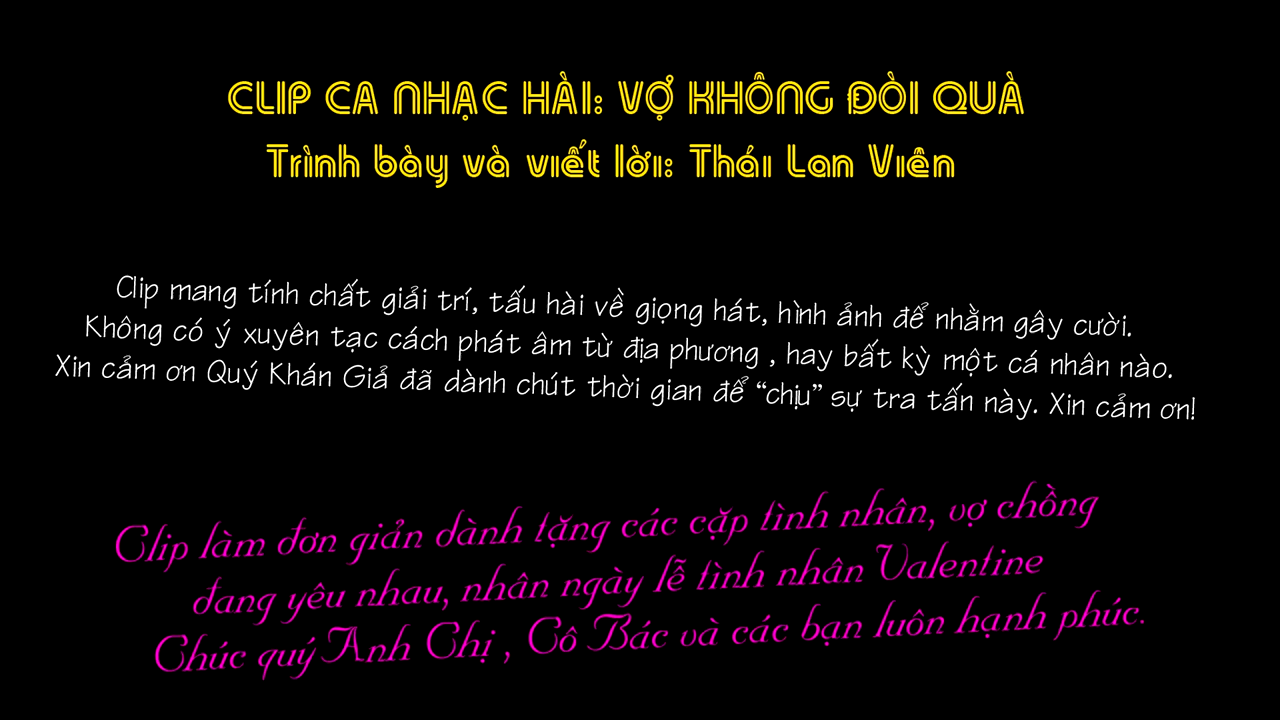 CLIP CA NHẠC HÀI: VỢ KHÔNG ĐÒI QUÀ
Trình bày và viết lời: Thái Lan Viên
Clip mang tính chất giải trí, tấu hài về giọng hát, hình ảnh để nhằm gây cười.
Không có ý xuyên tạc cách phát âm từ địa phương , hay bất kỳ một cá nhân nào.
Xin cảm ơn Quý Khán Giả đã dành chút thời gian để “chịu” sự tra tấn này. Xin cảm ơn!
Clip làm đơn giản dành tặng các cặp tình nhân, vợ chồng
đang yêu nhau, nhân ngày lễ tình nhân Valentine
Chúc quý Anh Chị , Cô Bác và các bạn luôn hạnh phúc.